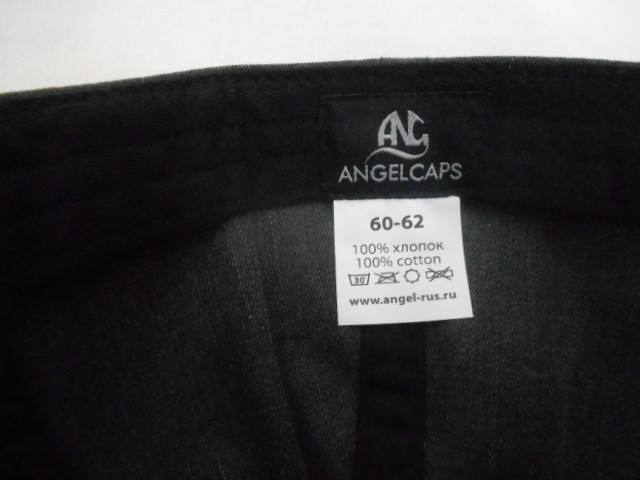 ANG
ANGELCAPS
60-62
100% хлопок
100% cotton
30
www.angel-rus.ru